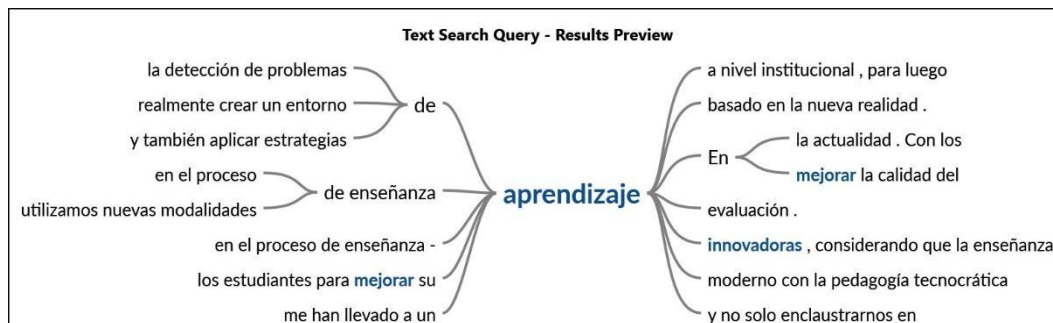 Text Search Query - Results Preview
la detección de problemas
realmente crear un entorno
y también aplicar estrategias
de
en el proceso
utilizamos nuevas modalidades
de enseñanza
en el proceso de enseñanza -
los estudiantes para mejorar su
me han llevado a un
aprendizaje
a nivel institucional , para luego
basado en la nueva realidad .
En
la actualidad . Con los
mejorar la calidad del
evaluación .
innovadoras , considerando que la enseñanza
moderno con la pedagogía tecnocrática
y no solo enclaustrarnos en